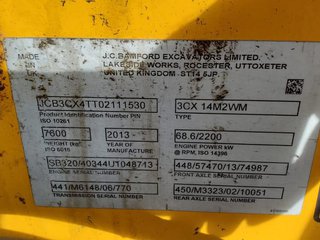 MADE IN UK
J.C. BAMFORD EXCAVATORS LIMITED.
LAKESIDE WORKS, ROCESTER, UTTOXETER
UNITED KINGDOM ST14 5JP.
JCB3CX4TT02111530
Product Identification Number PIN
ISO 10261
3CX 14M2WM
TYPE
7600
WEIGHT (kg)
ISO 6016
2013
YEAR OF MANUFACTURE
68.6/2200
ENGINE POWER kW
@ RPM, ISO 14396
SB320/40344U1048713
ENGINE SERIAL NUMBER
448/57470/13/74987
FRONT AXLE SERIAL NUMBER
441/M6148/06/770
TRANSMISSION SERIAL NUMBER
450/M3323/02/10051
REAR AXLE SERIAL NUMBER